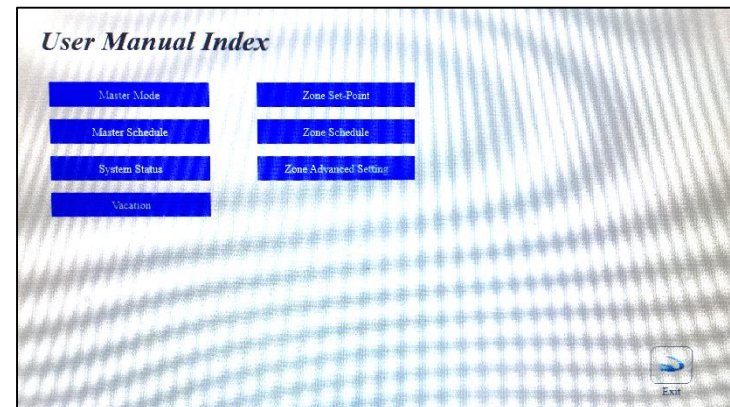 User Manual Index
Master Mode
Zone Set-Point
Master Schedule
Zone Schedule
System Status
Zone Advanced Setting
Vacation
Exit